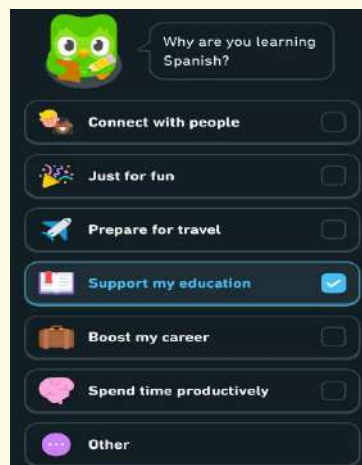 Why are you learning
Spanish?
Connect with people
Just for fun
Prepare for travel
Support my education
Boost my career
Spend time productively
Other